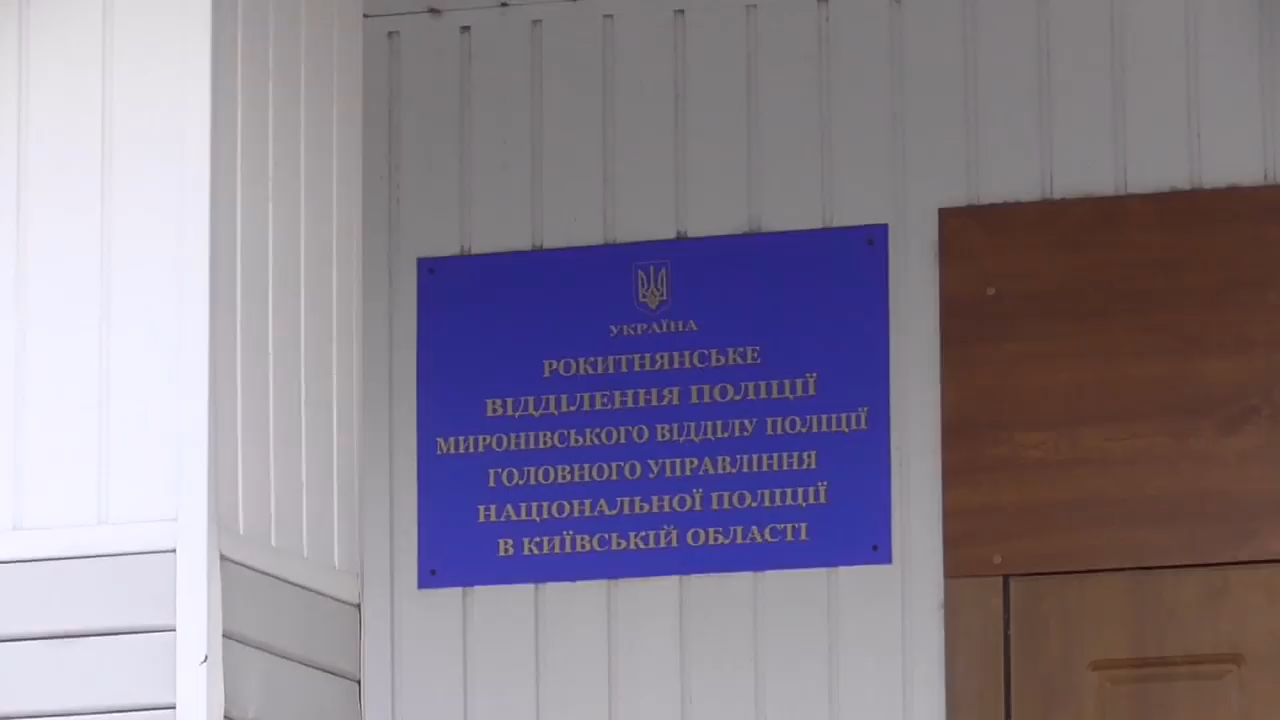 УКРАЇНА
РОКИТНЯНСЬКЕ
ВІДДІЛЕННЯ ПОЛІЦІЇ
МИРОНІВСЬКОГО ВІДДІЛУ ПОЛІЦІЇ
ГОЛОВНОГО УПРАВЛІННЯ
НАЦІОНАЛЬНОЇ ПОЛІЦІЇ
В КИЇВСЬКІЙ ОБЛАСТІ